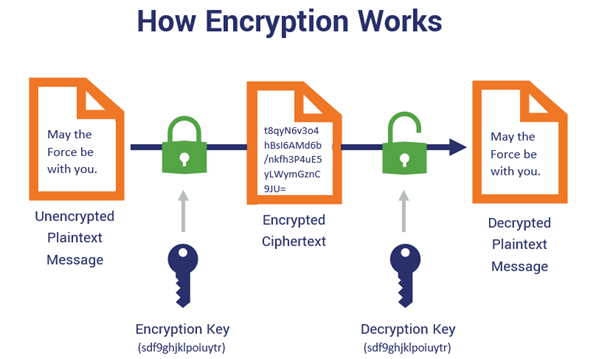 How Encryption Works
May the
Force be
with you.
t8qyN6v3o4
hBsI6AMd6b
/nkfh3P4uE5
yLWymGznC
9JU=
May the
Force be
with you.
Unencrypted
Plaintext
Message
Encrypted
Ciphertext
Decrypted
Plaintext
Message
Encryption Key
(sdf9ghjklpoiuytr)
Decryption Key
(sdf9ghjklpoiuytr)